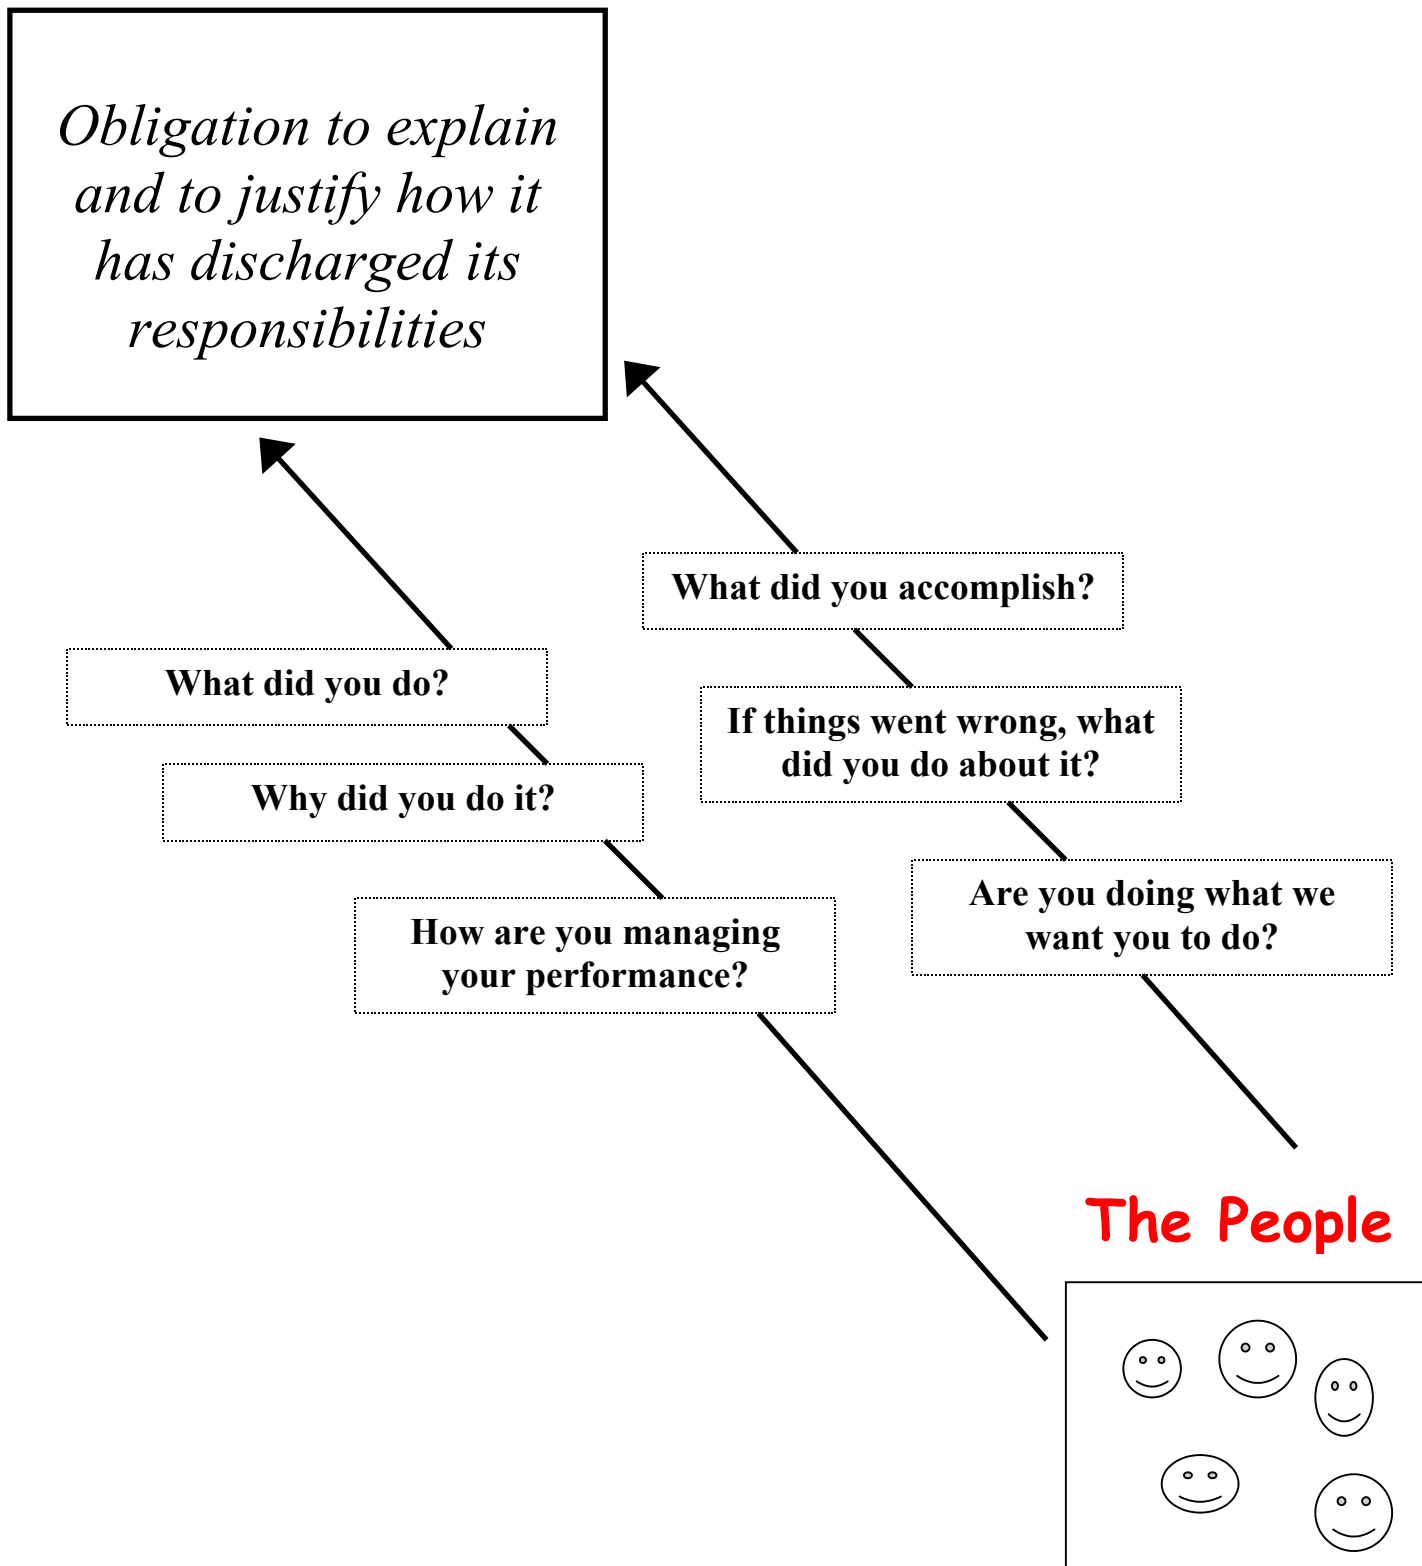 Obligation to explain
and to justify how it
has discharged its
responsibilities
What did you accomplish?
What did you do?
If things went wrong, what
did you do about it?
Why did you do it?
Are you doing what we
want you to do?
How are you managing
your performance?
The People